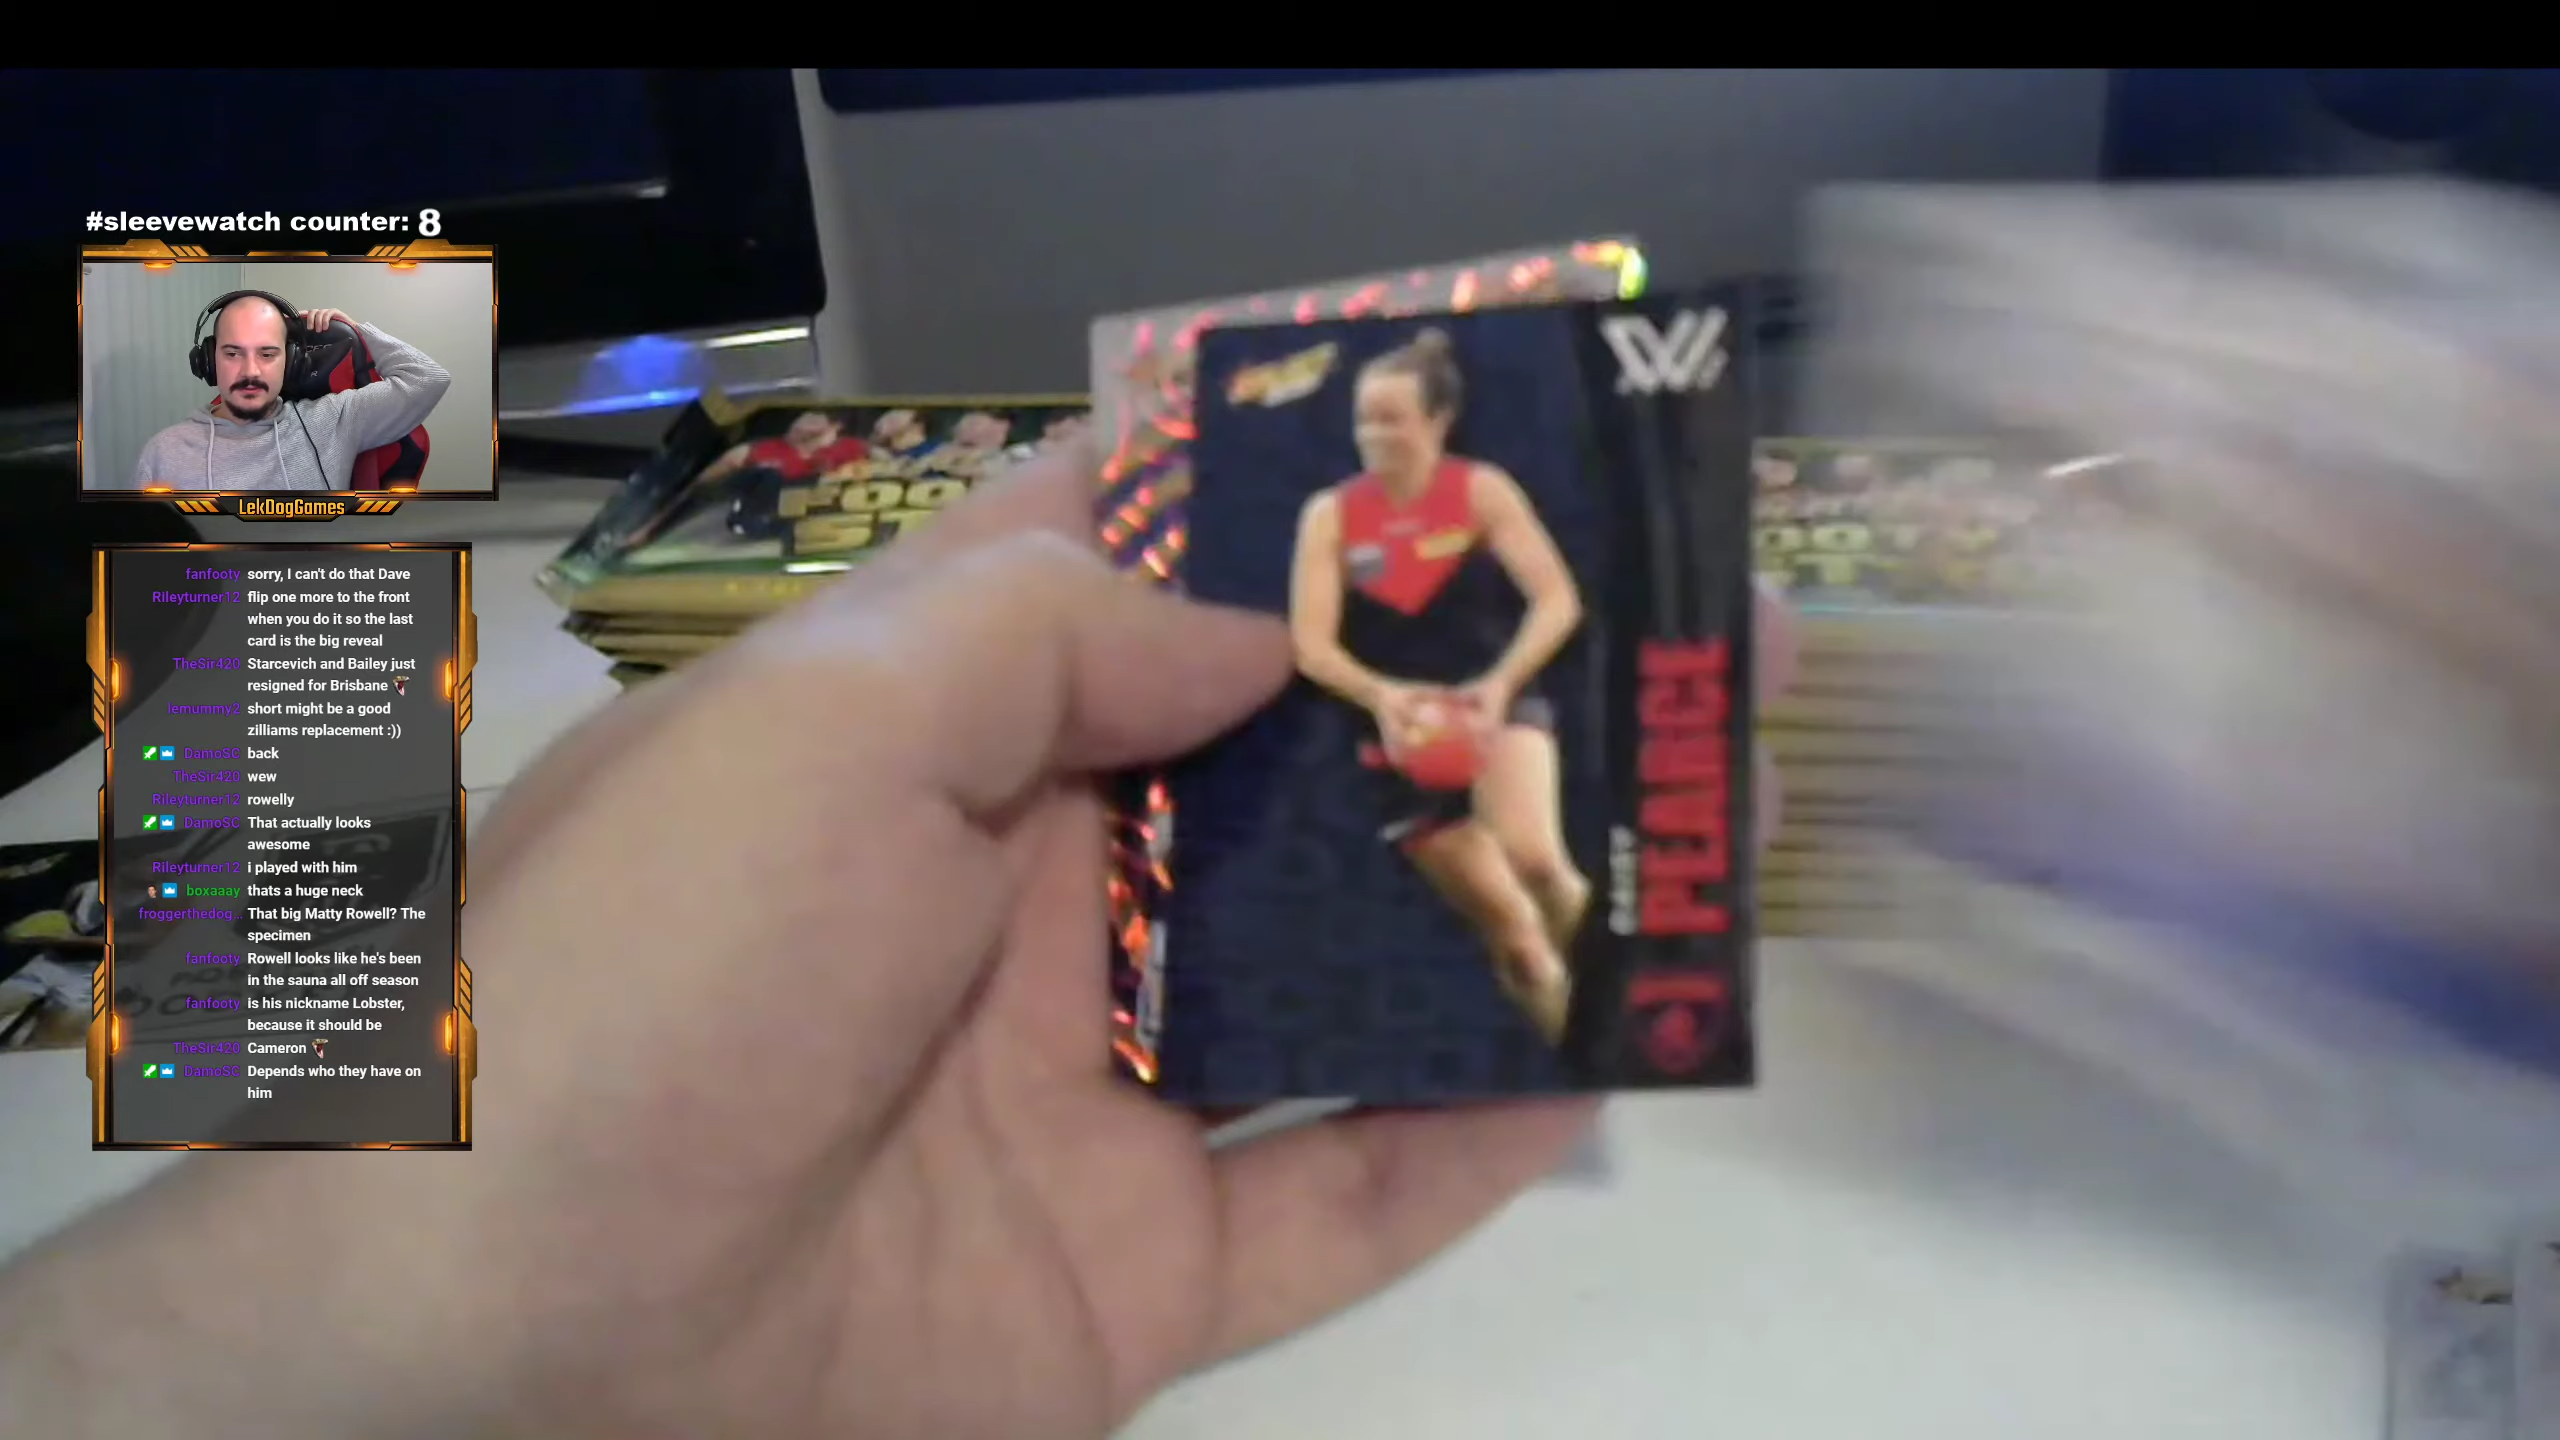 #sleevewatch counter: 8
LekDogGames
fanfooty sorry, I can't do that Dave
Rileyturner12 flip one more to the front
when you do it so the last
card is the big reveal
TheSir420 Starcevich and Bailey just
resigned for Brisbane
lemummy2 short might be a good
zilliams replacement :))
DamoSC back
TheSir420 wew
Rileyturner12 rowelly
DamoSC That actually looks
awesome
Rileyturner12 i played with him
boxaaay thats a huge neck
froggerthedog... That big Matty Rowell? The
specimen
fanfooty Rowell looks like he's been
in the sauna all off season
fanfooty is his nickname Lobster,
because it should be
TheSir420 Cameron
DamoSC Depends who they have on
him
W
DAISY
PEARCE